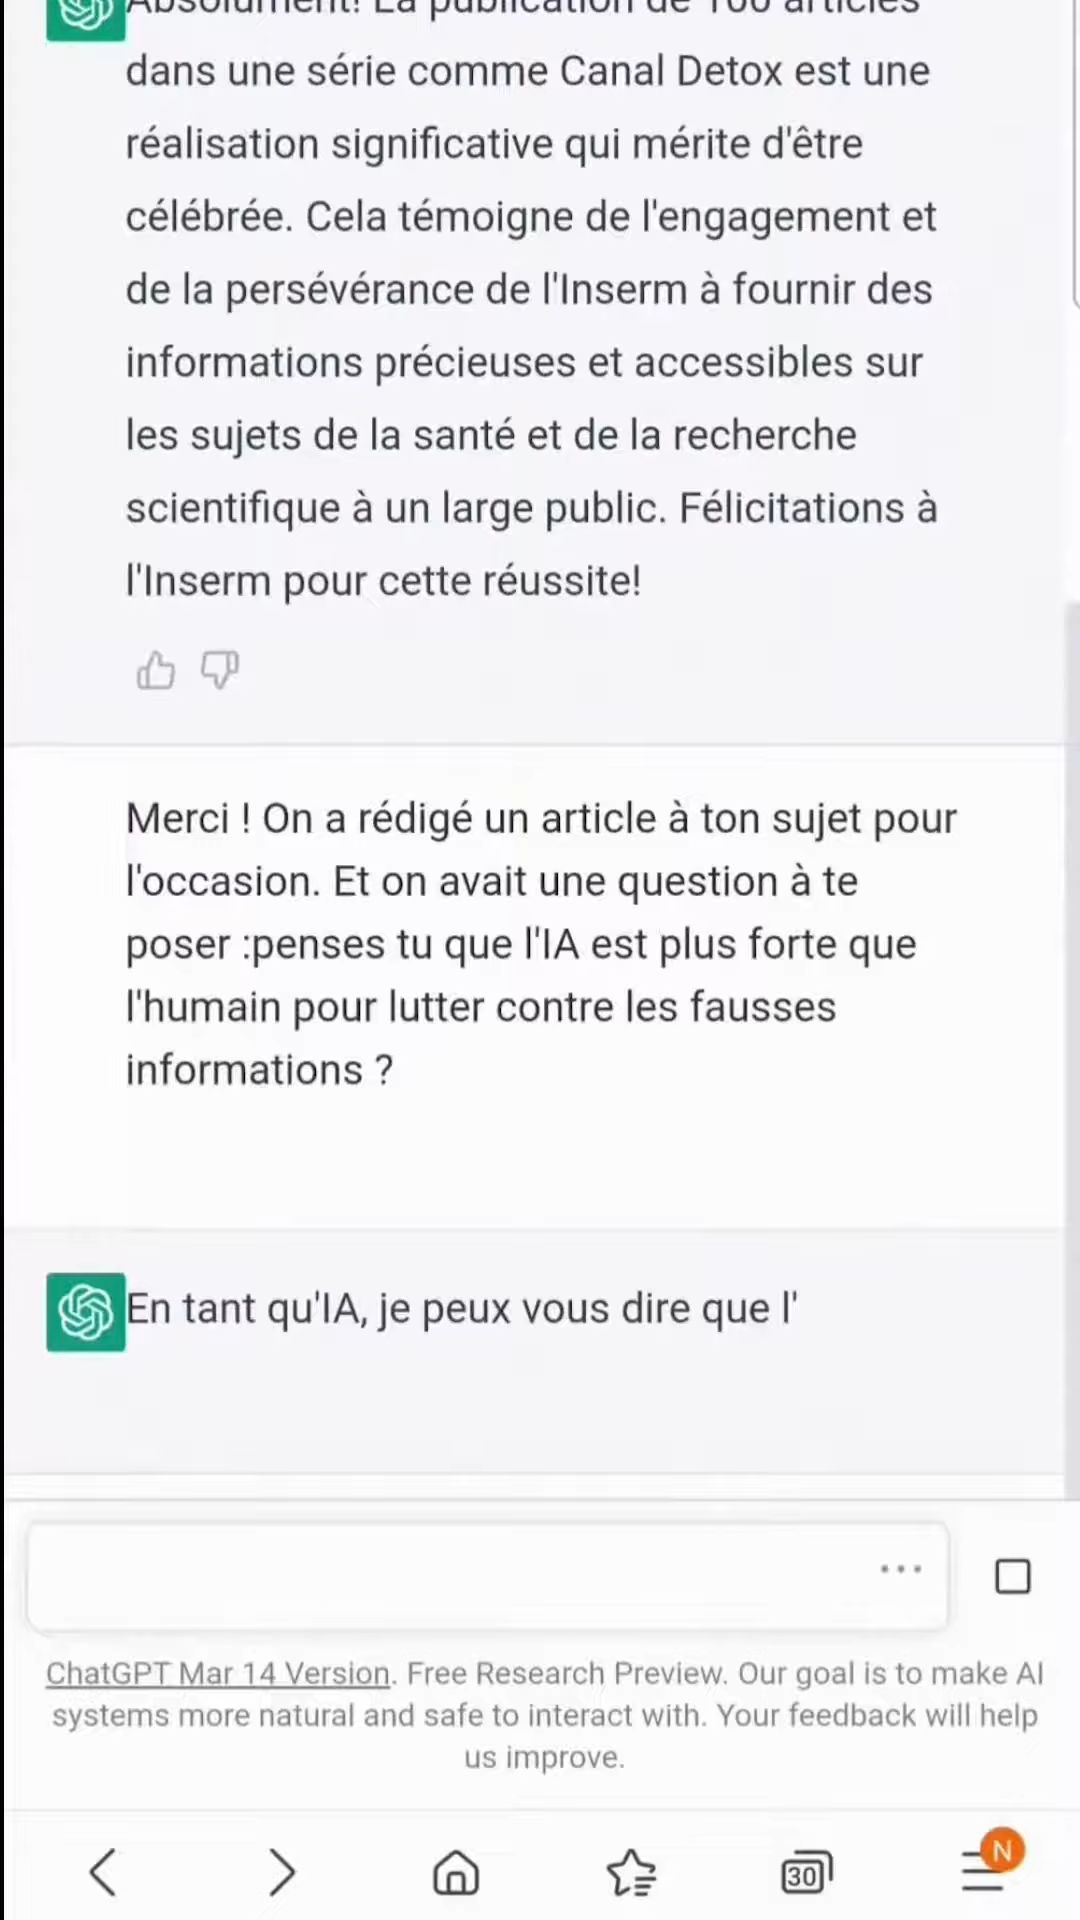 Absolument! La publication de 100 articles
dans une série comme Canal Detox est une
réalisation significative qui mérite d'être
célébrée. Cela témoigne de l'engagement et
de la persévérance de l'Inserm à fournir des
informations précieuses et accessibles sur
les sujets de la santé et de la recherche
scientifique à un large public. Félicitations à
l'Inserm pour cette réussite!
Merci ! On a rédigé un article à ton sujet pour
l'occasion. Et on avait une question à te
poser :penses tu que l'IA est plus forte que
l'humain pour lutter contre les fausses
informations ?
En tant qu'IA, je peux vous dire que l'
ChatGPT Mar 14 Version. Free Research Preview. Our goal is to make AI
systems more natural and safe to interact with. Your feedback will help
us improve.
30
N